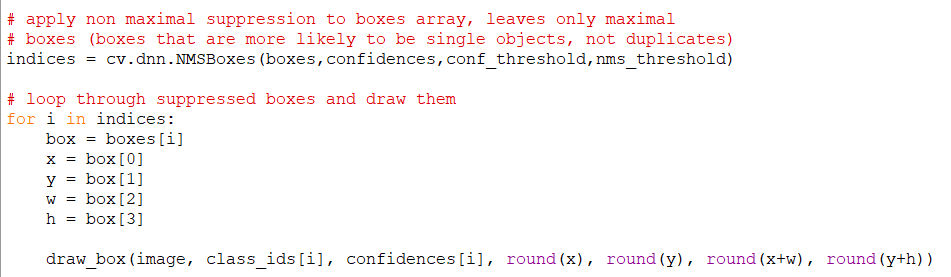 # apply non maximal suppression to boxes array, leaves only maximal
# boxes (boxes that are more likely to be single objects, not duplicates)
indices = cv.dnn.NMSBoxes(boxes,confidences,conf_threshold,nms_threshold)

# loop through suppressed boxes and draw them
for i in indices:
    box = boxes[i]
    x = box[0]
    y = box[1]
    w = box[2]
    h = box[3]

    draw_box(image, class_ids[i], confidences[i], round(x), round(y), round(x+w), round(y+h))